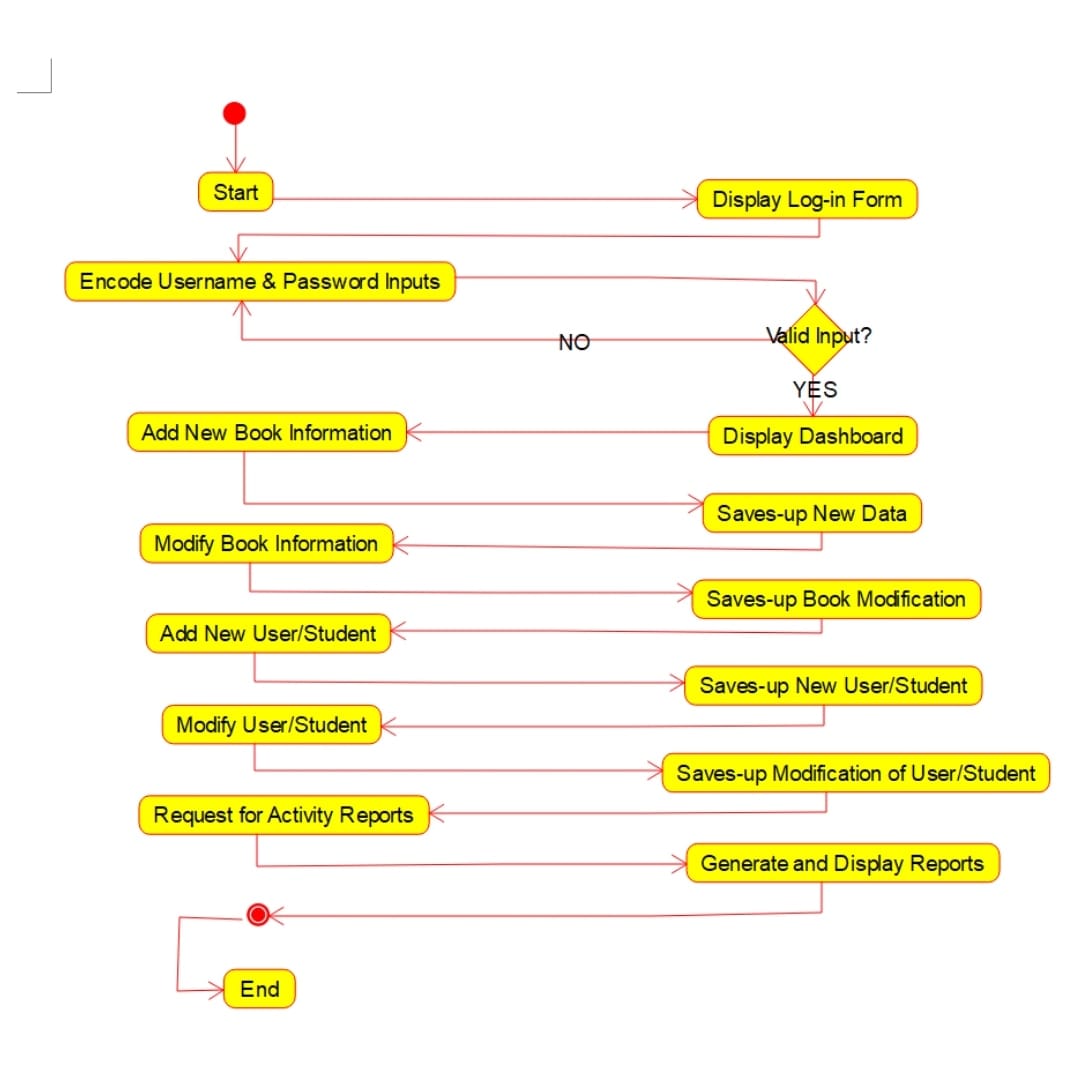 Start
Display Log-in Form
Encode Username & Password Inputs
Valid Input?
NO
YES
Add New Book Information
Display Dashboard
Saves-up New Data
Modify Book Information
Saves-up Book Modification
Add New User/Student
Saves-up New User/Student
Modify User/Student
Saves-up Modification of User/Student
Request for Activity Reports
Generate and Display Reports
End